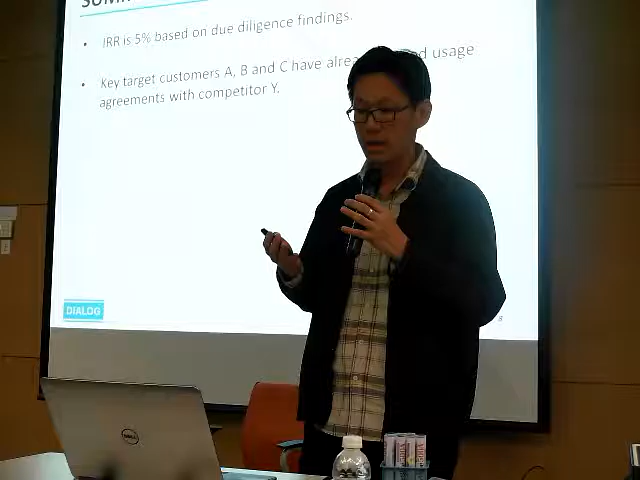 IRR is 5% based on due diligence findings.
Key target customers A, B and C have usage
agreements with competitor Y.
DIALOG
DELL